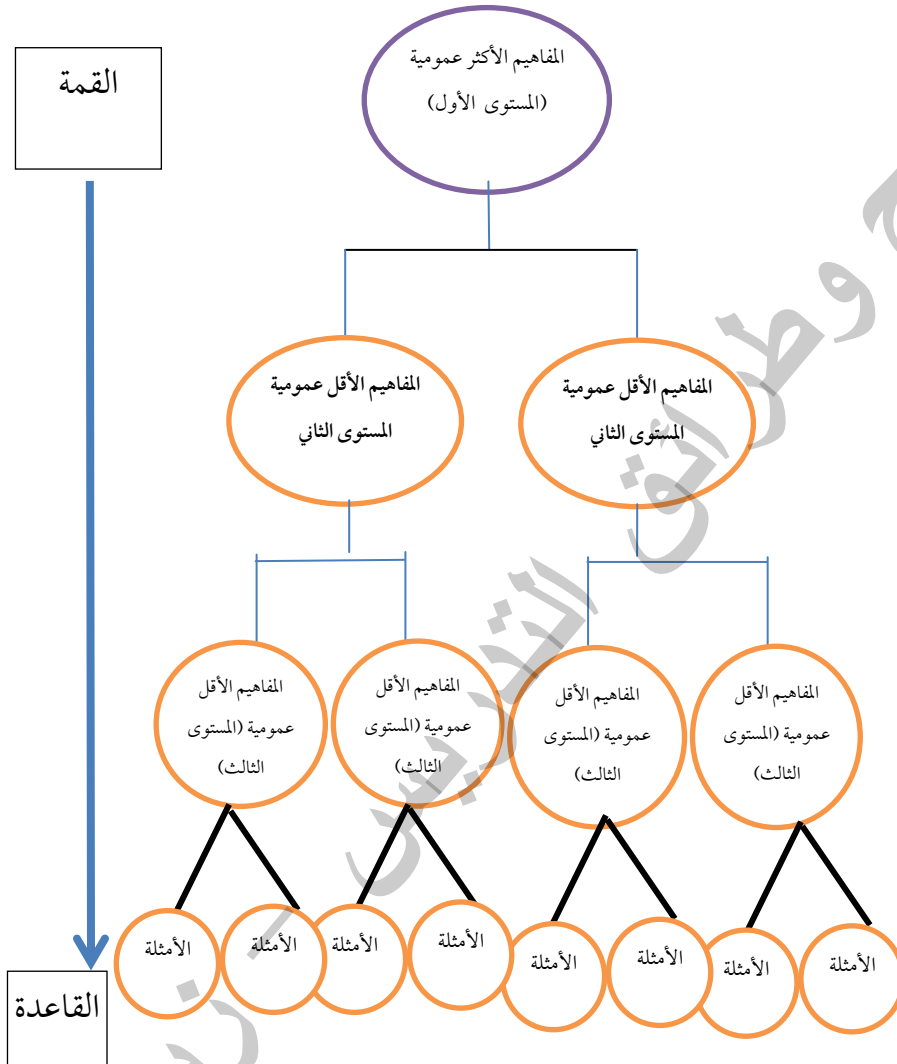 المفاهيم الأكثر عمومية
(المستوى الأول)
القمة
المفاهيم الأقل عمومية
المستوى الثاني
المفاهيم الأقل عمومية
المستوى الثاني
المفاهيم الأقل
عمومية (المستوى
الثالث)
المفاهيم الأقل
عمومية (المستوى
الثالث)
المفاهيم الأقل
عمومية (المستوى
الثالث)
المفاهيم الأقل
عمومية (المستوى
الثالث)
الأمثلة
الأمثلة
الأمثلة
الأمثلة
الأمثلة
الأمثلة
الأمثلة
الأمثلة
القاعدة
وطرائق التدريس –